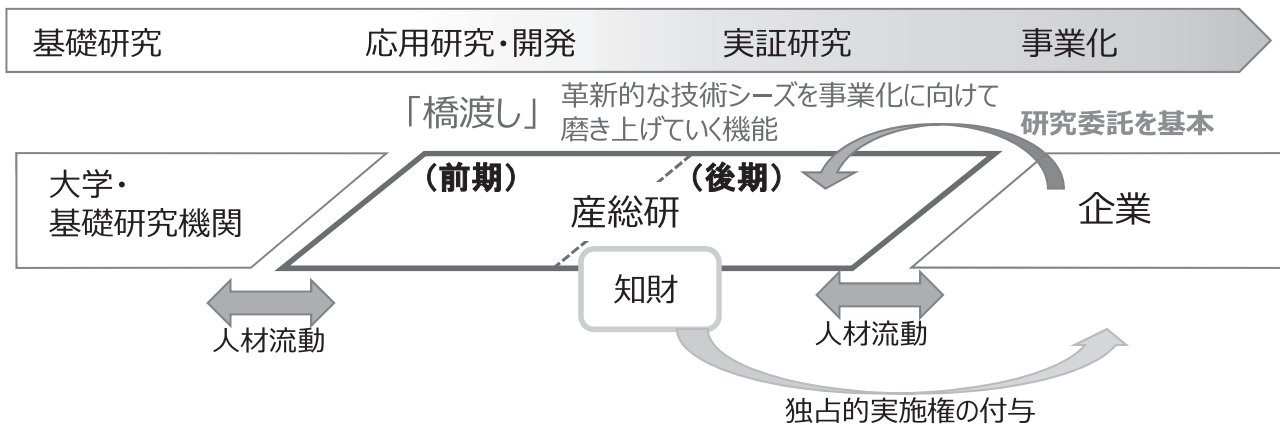 基礎研究
応用研究・開発
実証研究
事業化
「橋渡し」
革新的な技術シーズを事業化に向けて
磨き上げていく機能
研究委託を基本
大学・
基礎研究機関
（前期）
（後期）
産総研
企業
知財
人材流動
人材流動
独占的実施権の付与